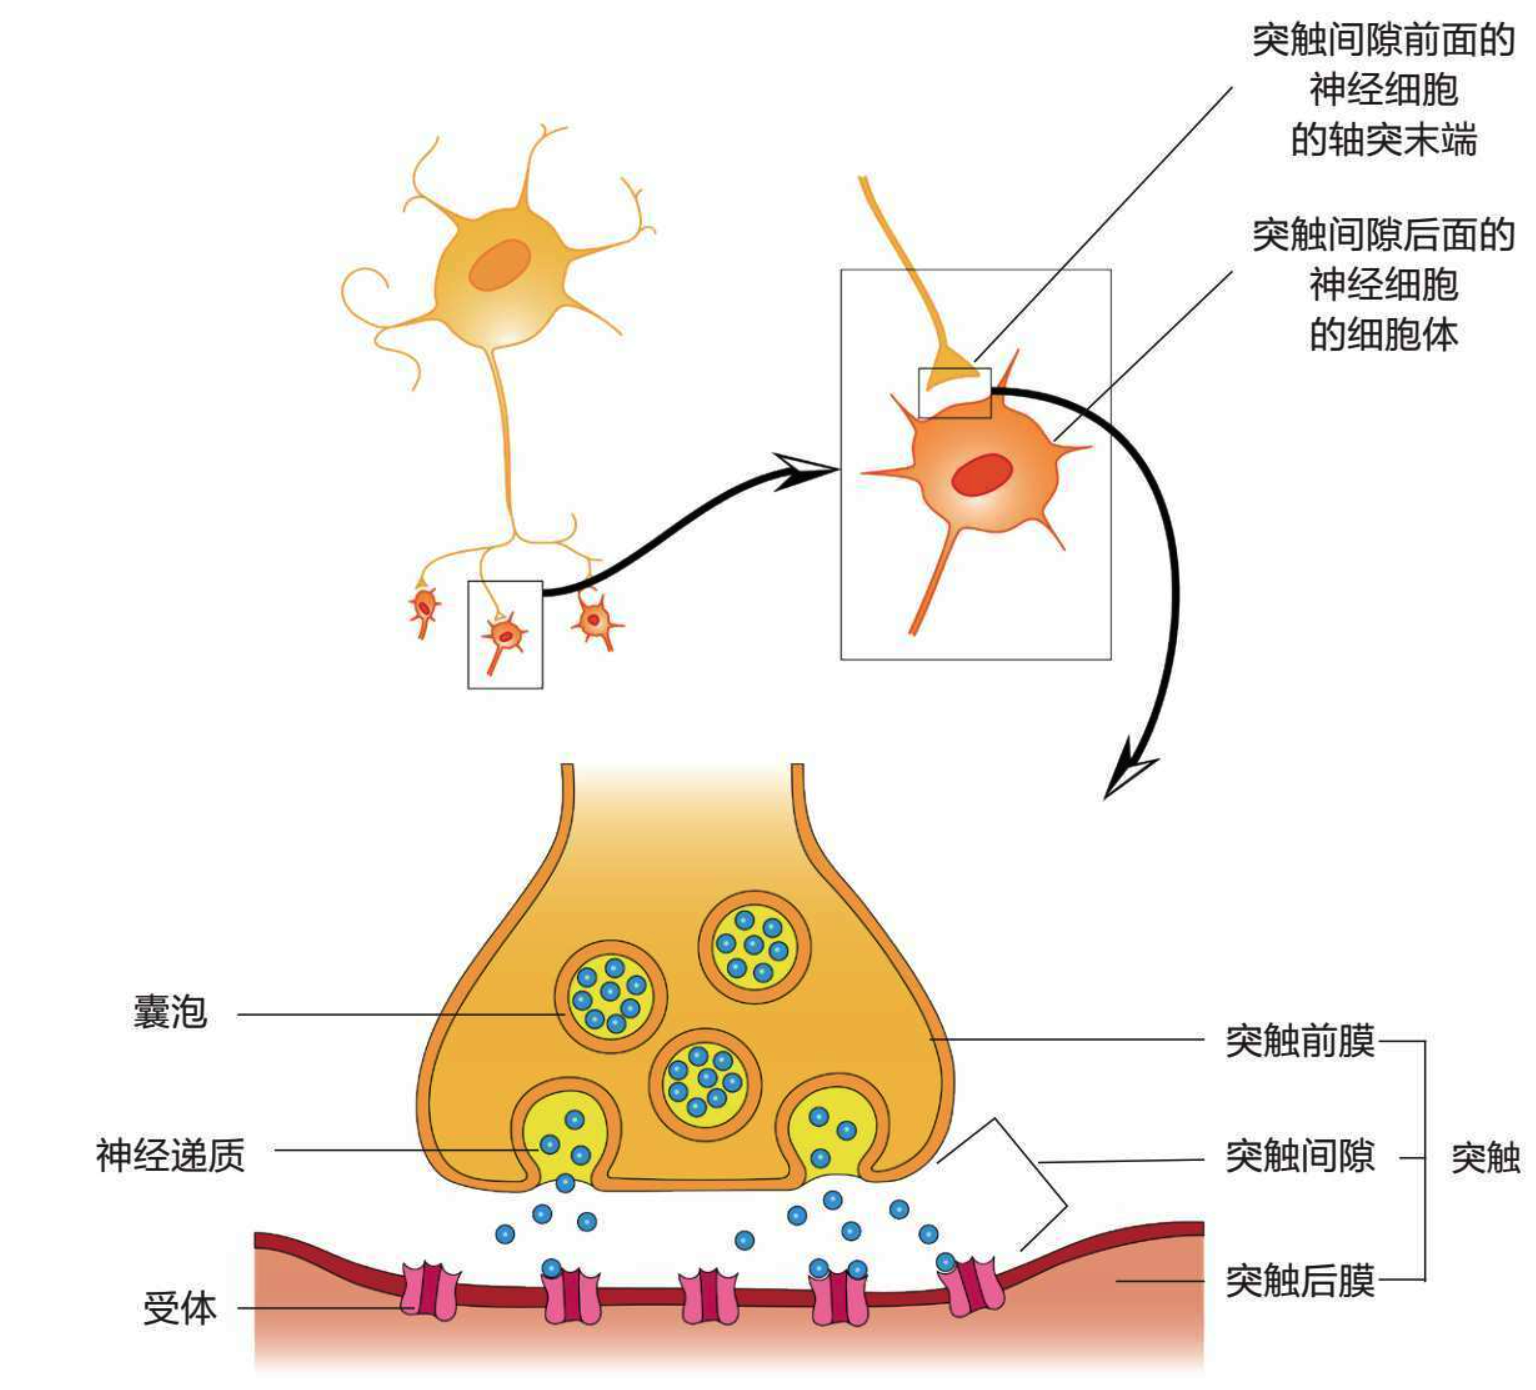 突触间隙前面的
神经细胞
的轴突末端
突触间隙后面的
神经细胞
的细胞体
囊泡
突触前膜
神经递质
突触间隙
突触
突触后膜
受体